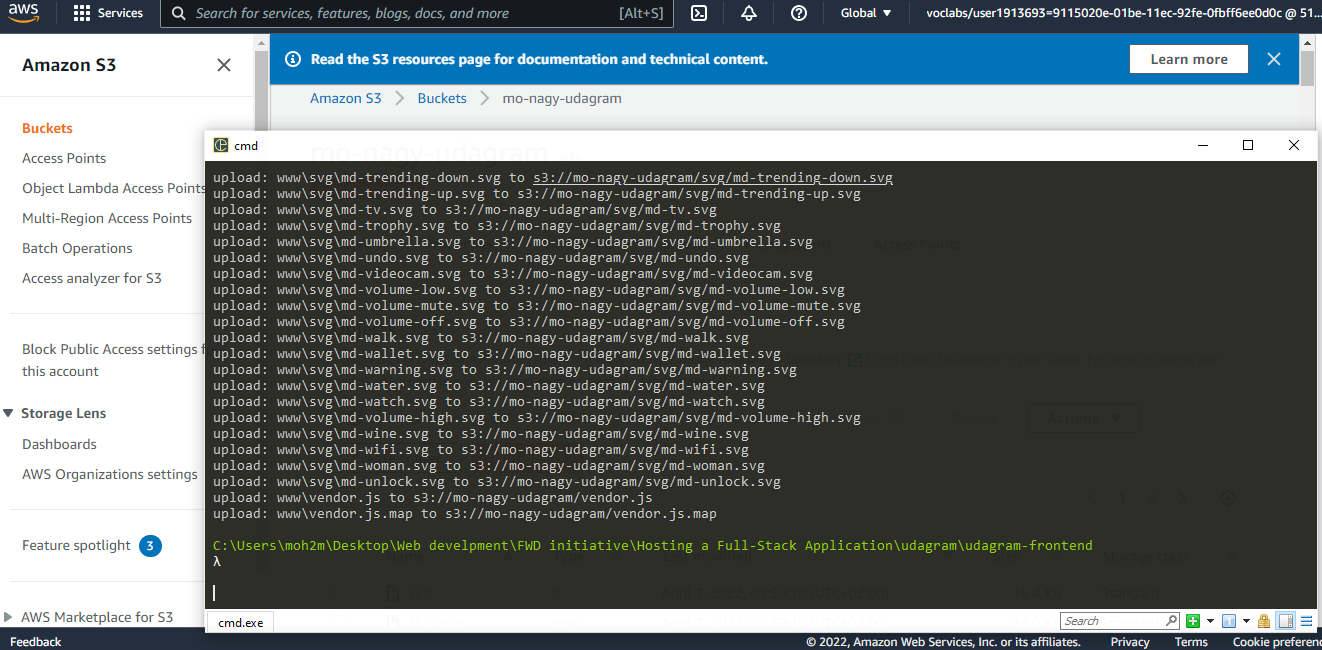 aws
Services
Search for services, features, blogs, docs, and more
[Alt+S]
Global
voclabs/user1913693=9115020e-01be-11ec-92fe-0fbff6ee0d0c @ 51...
Amazon S3
Read the S3 resources page for documentation and technical content.
Learn more
Amazon S3
Buckets
mo-nagy-udagram
mo-nagy-udagram
Buckets
Access Points
Object Lambda Access Points
Multi-Region Access Points
Batch Operations
Access analyzer for S3
Block Public Access settings f
this account
Storage Lens
Dashboards
AWS Organizations settings
Feature spotlight
3
AWS Marketplace for S3
cmd
upload: www\svg\md-trending-down.svg to s3://mo-nagy-udagram/svg/md-trending-down.svg
upload: www\svg\md-trending-up.svg to s3://mo-nagy-udagram/svg/md-trending-up.svg
upload: www\svg\md-tv.svg to s3://mo-nagy-udagram/svg/md-tv.svg
upload: www\svg\md-trophy.svg to s3://mo-nagy-udagram/svg/md-trophy.svg
upload: www\svg\md-umbrella.svg to s3://mo-nagy-udagram/svg/md-umbrella.svg
upload: www\svg\md-undo.svg to s3://mo-nagy-udagram/svg/md-undo.svg
upload: www\svg\md-videocam.svg to s3://mo-nagy-udagram/svg/md-videocam.svg
upload: www\svg\md-volume-low.svg to s3://mo-nagy-udagram/svg/md-volume-low.svg
upload: www\svg\md-volume-mute.svg to s3://mo-nagy-udagram/svg/md-volume-mute.svg
upload: www\svg\md-volume-off.svg to s3://mo-nagy-udagram/svg/md-volume-off.svg
upload: www\svg\md-walk.svg to s3://mo-nagy-udagram/svg/md-walk.svg
upload: www\svg\md-wallet.svg to s3://mo-nagy-udagram/svg/md-wallet.svg
upload: www\svg\md-warning.svg to s3://mo-nagy-udagram/svg/md-warning.svg
upload: www\svg\md-water.svg to s3://mo-nagy-udagram/svg/md-water.svg
upload: www\svg\md-watch.svg to s3://mo-nagy-udagram/svg/md-watch.svg
upload: www\svg\md-volume-high.svg to s3://mo-nagy-udagram/svg/md-volume-high.svg
upload: www\svg\md-wine.svg to s3://mo-nagy-udagram/svg/md-wine.svg
upload: www\svg\md-wifi.svg to s3://mo-nagy-udagram/svg/md-wifi.svg
upload: www\svg\md-woman.svg to s3://mo-nagy-udagram/svg/md-woman.svg
upload: www\svg\md-unlock.svg to s3://mo-nagy-udagram/svg/md-unlock.svg
upload: www\vendor.js to s3://mo-nagy-udagram/vendor.js
upload: www\vendor.js.map to s3://mo-nagy-udagram/vendor.js.map
C:\Users\moh2m\Desktop\Web develpment\FWD initiative\Hosting a Full-Stack Application\udagram\udagram-frontend
λ
Access Points
Actions
Storage class
Standard
cmd.exe
Search
Feedback
© 2022, Amazon Web Services, Inc. or its affiliates.
Privacy
Terms
Cookie preferenc